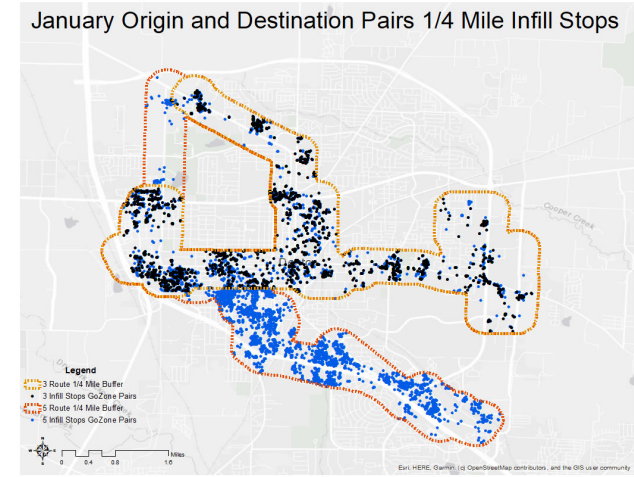 January Origin and Destination Pairs 1/4 Mile Infill Stops
Cooper Creek
Legend
3 Route 1/4 Mile Buffer
3 Infill Stops GoZone Pairs
5 Route 1/4 Mile Buffer
5 Infill Stops GoZone Pairs
Miles
0 0.4 0.8 1.6
Esri, HERE, Garmin, (c) OpenStreetMap contributors, and the GIS user community